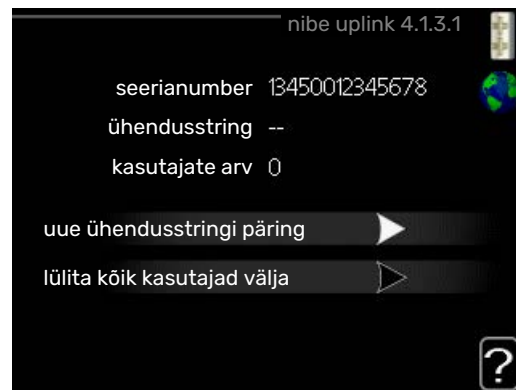 nibe uplink 4.1.3.1
seerianumber 13450012345678
ühendusstring --
kasutajate arv 0
uue ühendusstringi päring
lülita kõik kasutajad välja
?